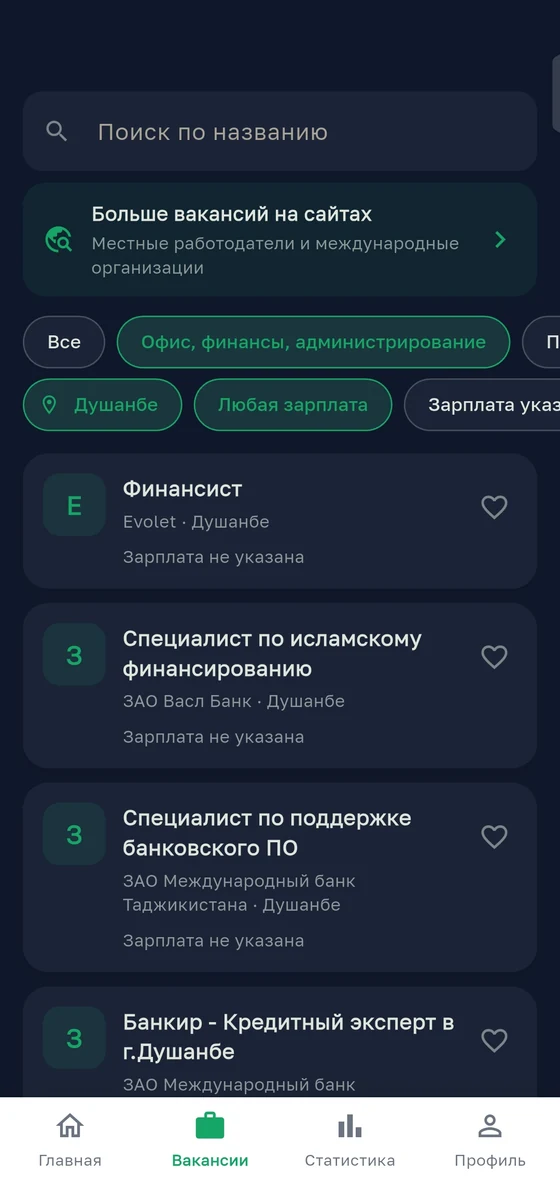 Поиск по названию
Больше вакансий на сайтах
Местные работодатели и международные
организации
Все
Офис, финансы, администрирование
П
Душанбе
Любая зарплата
Зарплата указ
E
Финансист
Evolet · Душанбе
Зарплата не указана
З
Специалист по исламскому
финансированию
ЗАО Васл Банк · Душанбе
Зарплата не указана
З
Специалист по поддержке
банковского ПО
ЗАО Международный банк
Таджикистана · Душанбе
Зарплата не указана
З
Банкир - Кредитный эксперт в
г.Душанбе
ЗАО Международный банк
Главная
Вакансии
Статистика
Профиль